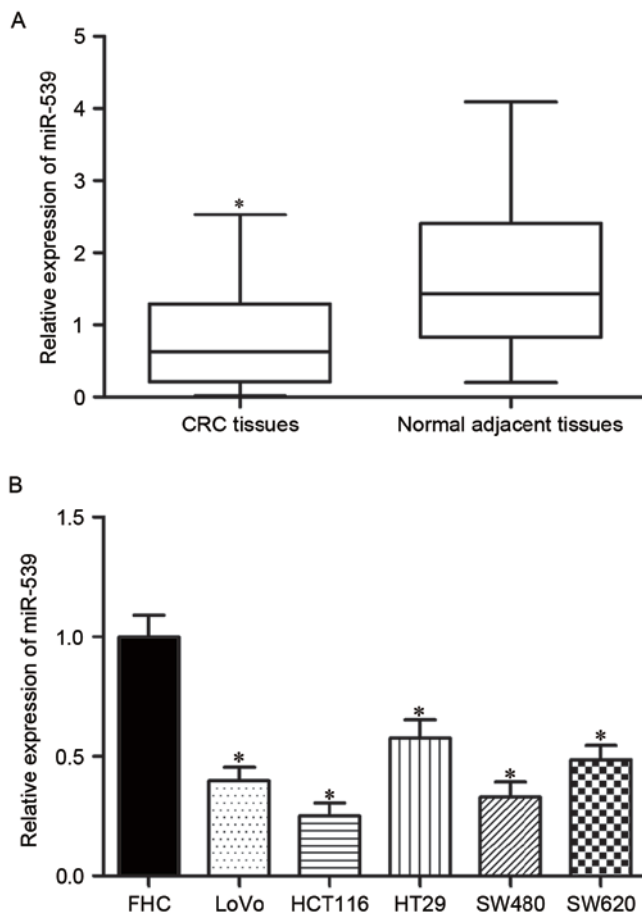 A
Relative expression of miR-539
5
4
3
2
1
0
*
CRC tissues
Normal adjacent tissues
B
Relative expression of miR-539
1.5
1.0
0.5
0.0
*
*
*
*
*
FHC
LoVo
HCT116
HT29
SW480
SW620